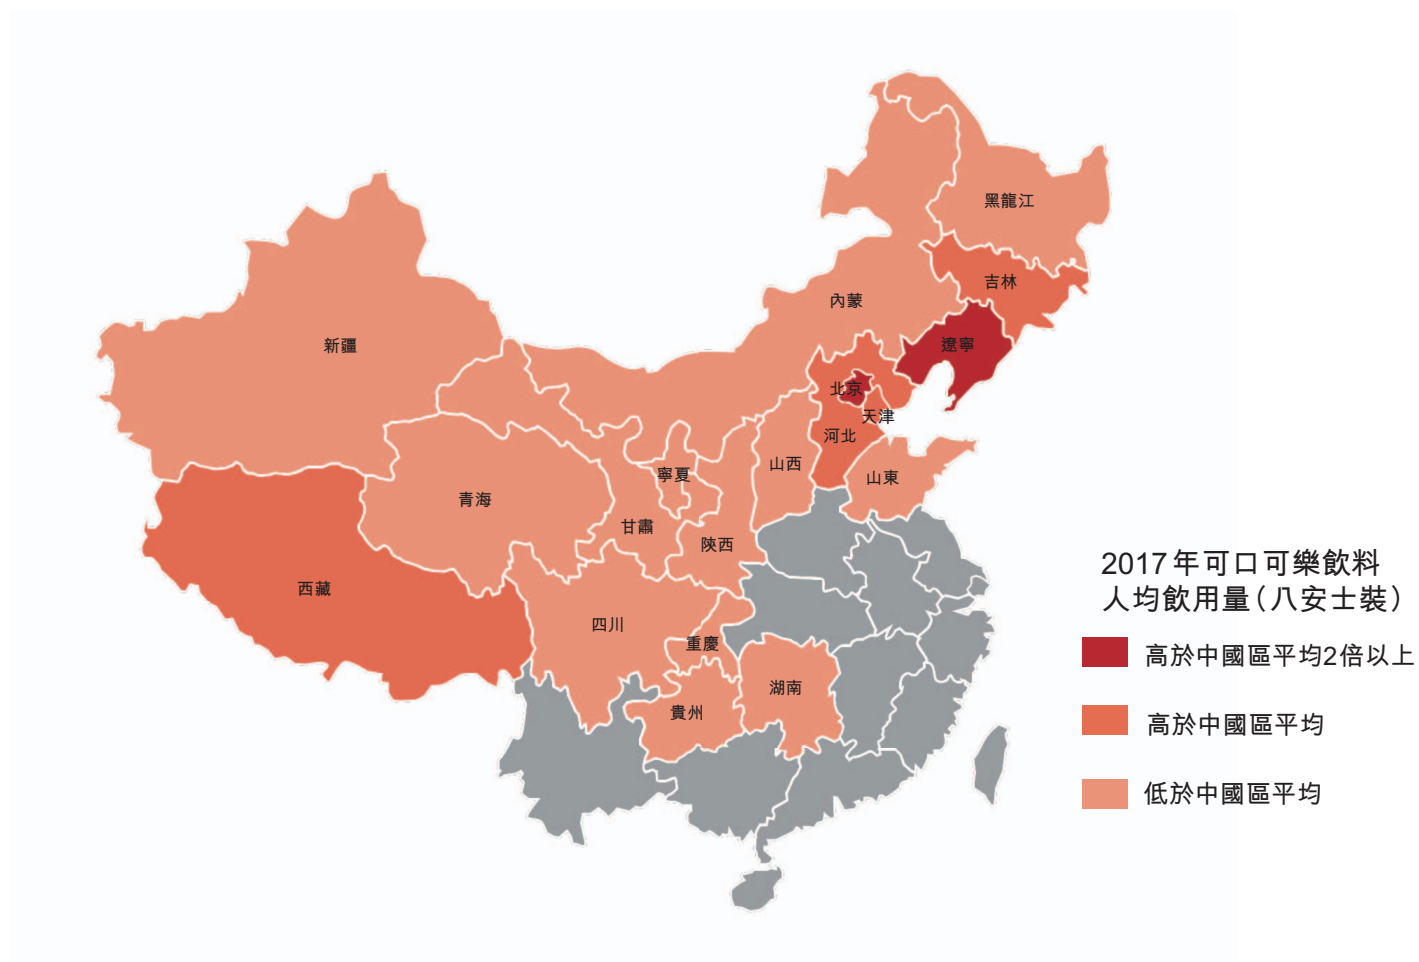 黑龍江
吉林
內蒙
遼寧
新疆
北京
天津
河北
山西
寧夏
山東
青海
甘肅
陝西
西藏
四川
重慶
湖南
貴州
2017年可口可樂飲料
人均飲用量（八安士裝）
高於中國區平均2倍以上
高於中國區平均
低於中國區平均